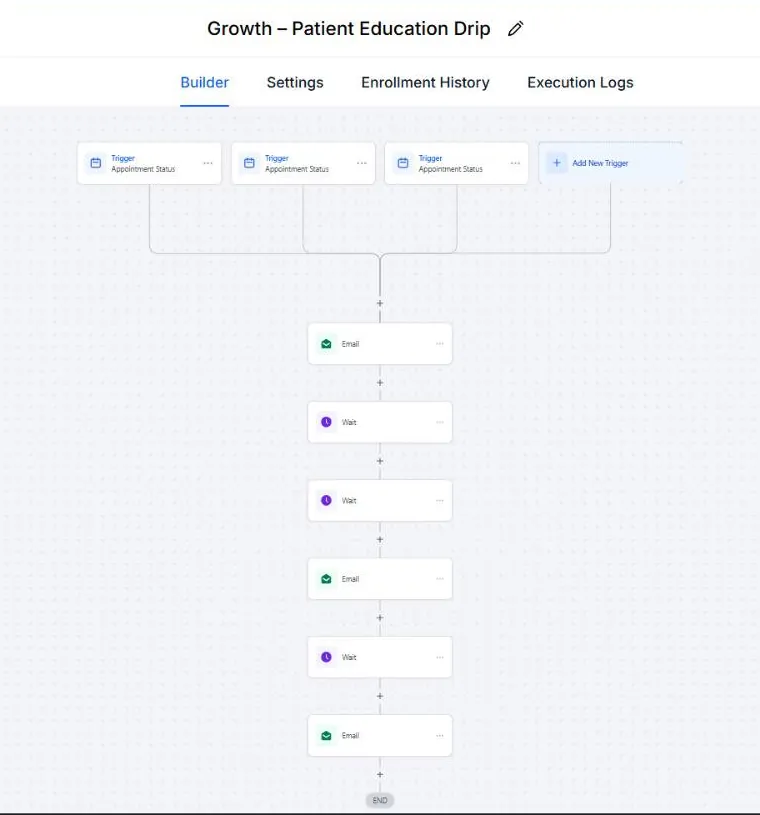 Growth – Patient Education Drip
Builder Settings Enrollment History Execution Logs
Trigger
Appointment Status
Trigger
Appointment Status
Trigger
Appointment Status
Add New Trigger
Email
Wait
Wait
Email
Wait
Email
END